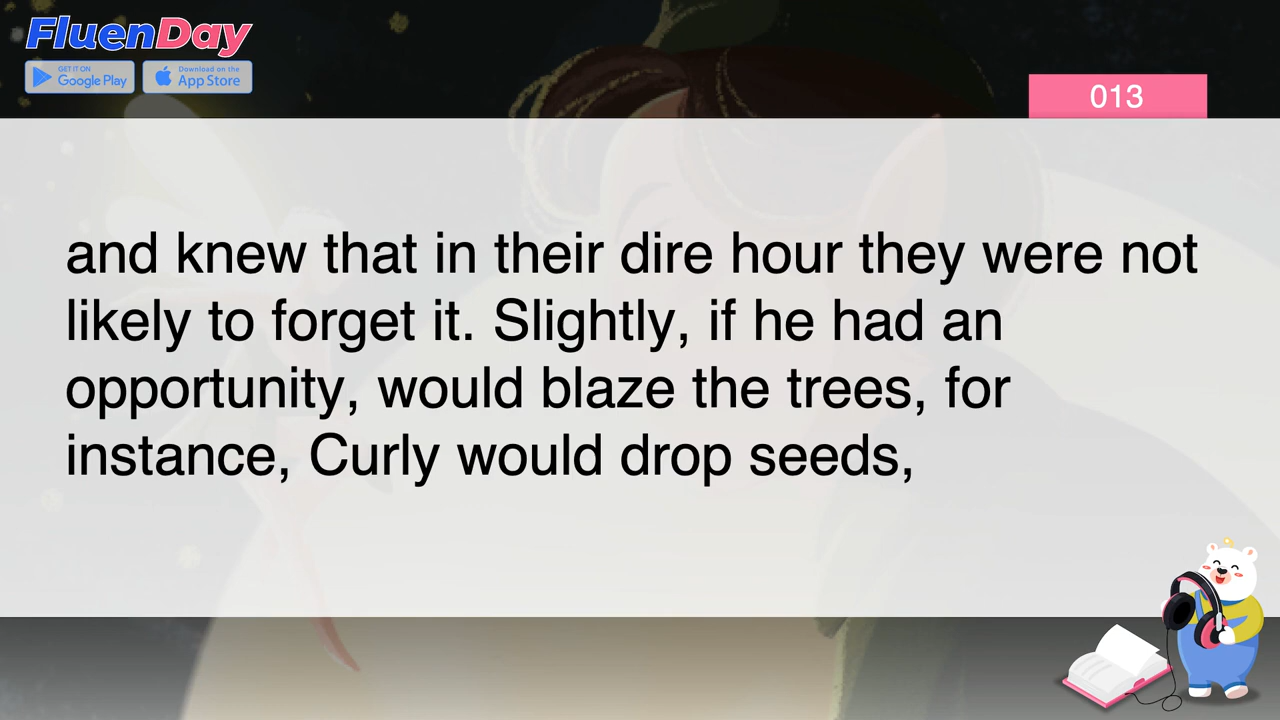 FluenDay
GET IT ON
Google Play
Download on the
App Store
013
and knew that in their dire hour they were not
likely to forget it. Slightly, if he had an
opportunity, would blaze the trees, for
instance, Curly would drop seeds,